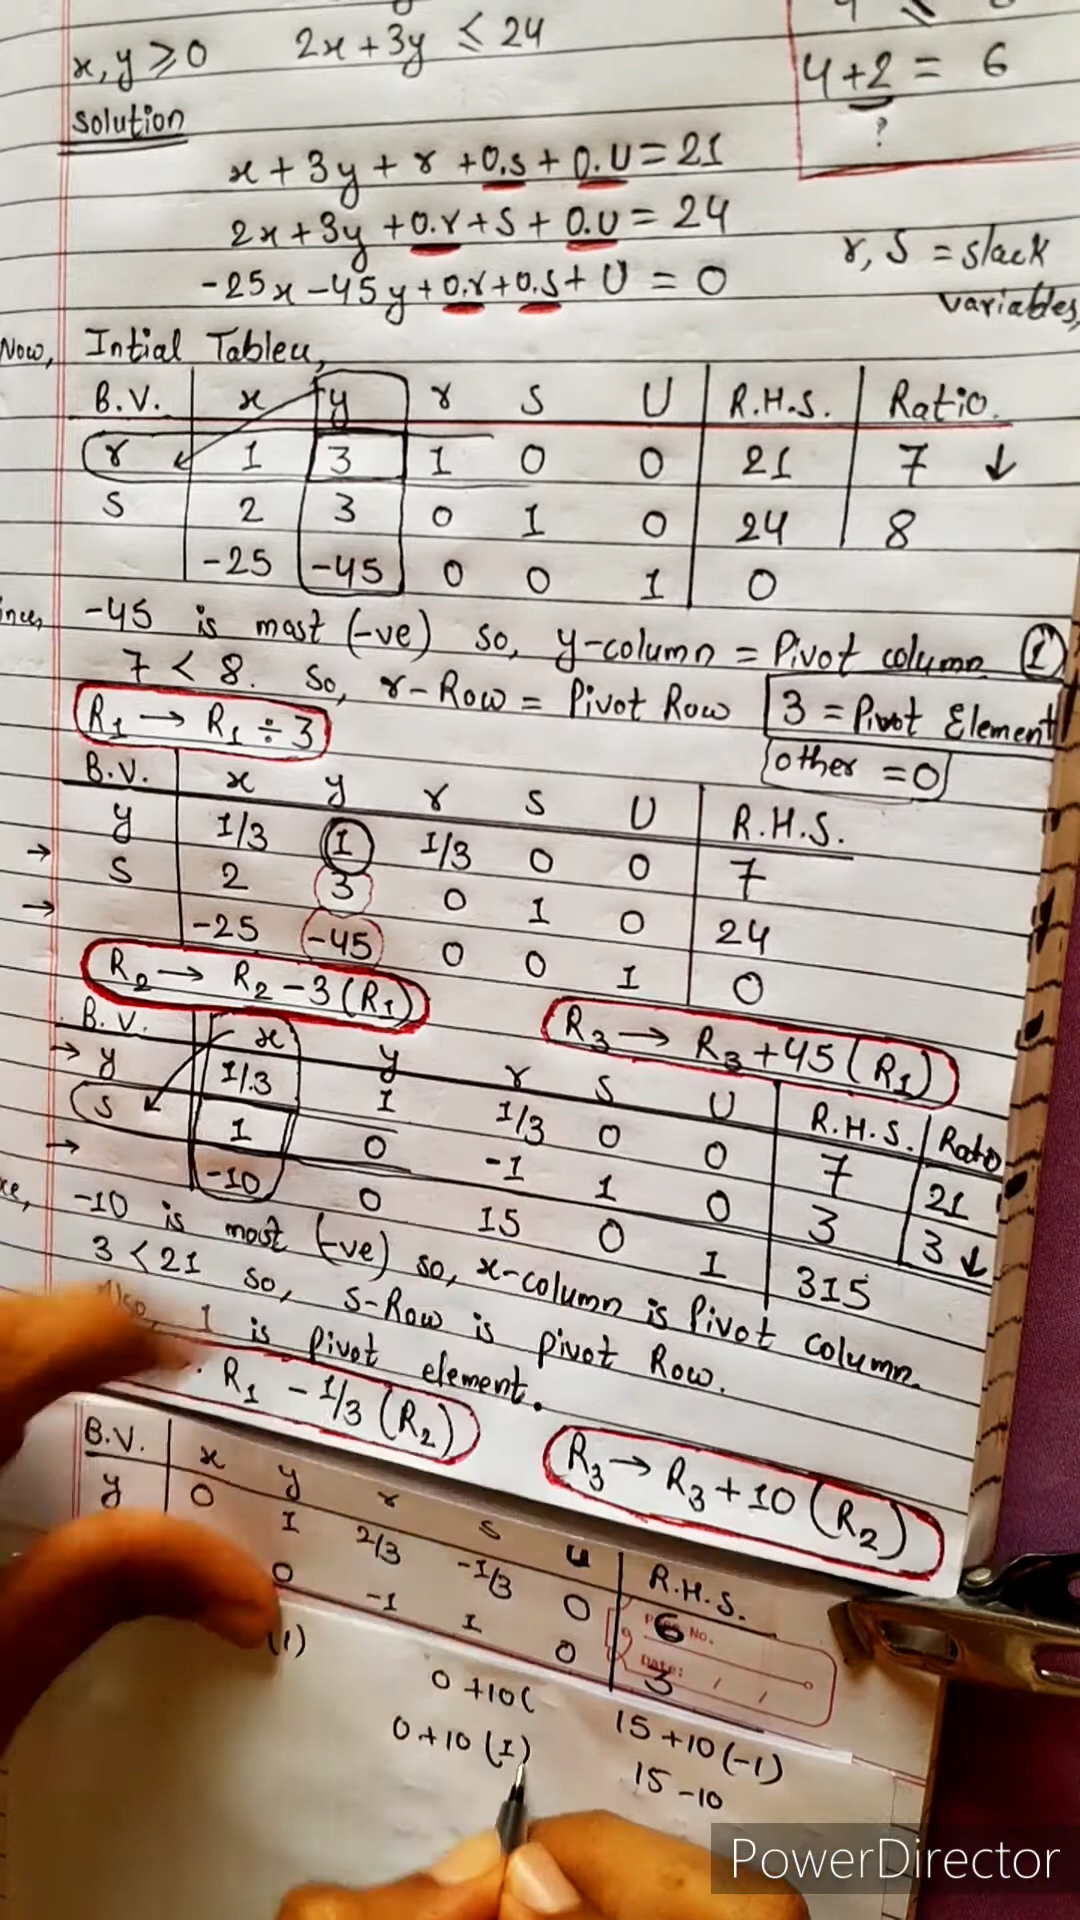 x, y ≥ 0 2x + 3y ≤ 24
4 + 2 = 6
?
Solution
x + 3y + r + 0.s + 0.U = 21
2x + 3y + 0.r + S + 0.U = 24
-25x - 45y + 0.r + 0.s + U = 0
r, S = slack
variables,
Now, Intial Tableu,
B.V. x y r S U R.H.S. Ratio.
r 1 3 1 0 0 21 7 ↓
S 2 3 0 1 0 24 8
-25 -45 0 0 1 0
-45 is most (-ve) so, y-column = Pivot column. (1)
7 < 8. So, r-Row = Pivot Row 3 = Pivot Element
other = 0
R1 → R1 ÷ 3
B.V. x y r S U R.H.S.
y 1/3 1 1/3 0 0 7
→ S 2 3 0 1 0 24
→ -25 -45 0 0 1 0
R2 → R2 - 3(R1) R3 → R3 + 45(R1)
B.V. x y r S U R.H.S. Ratio
→ y 1/3 1 1/3 0 0 7 21
S 1 0 -1 1 0 3 3 ↓
→ -10 0 15 0 1 315
-10 is most (-ve) so, x-column is Pivot Column.
3 < 21 so, S-Row is pivot Row.
1 is pivot element.
R1 - 1/3 (R2) R3 → R3 + 10 (R2)
B.V. x y r s u R.H.S.
y 0 1 2/3 -1/3 0 6
0 -1 1 0 3
No.
Date: / /
(1)
0 + 10( 15 + 10(-1)
0 + 10(1) 15 - 10
PowerDirector